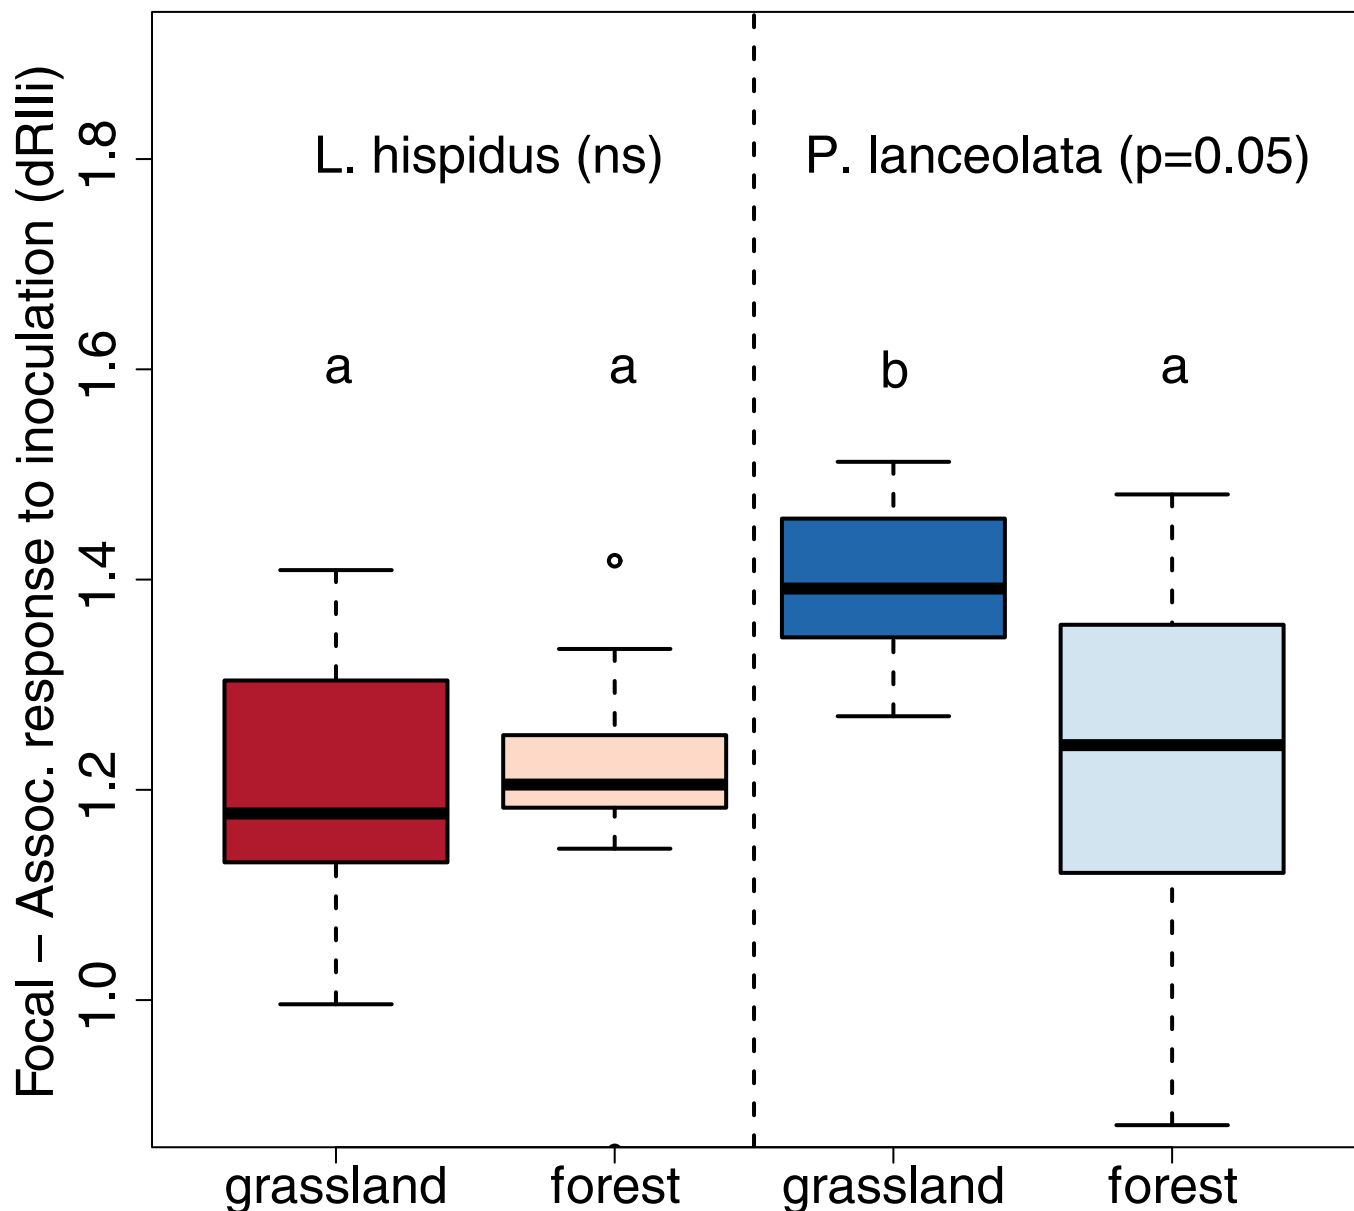 Focal – Assoc. response to inoculation (dRIIi)
1.8
1.6
1.4
1.2
1.0
L. hispidus (ns)
P. lanceolata (p=0.05)
a
a
b
a
grassland
forest
grassland
forest